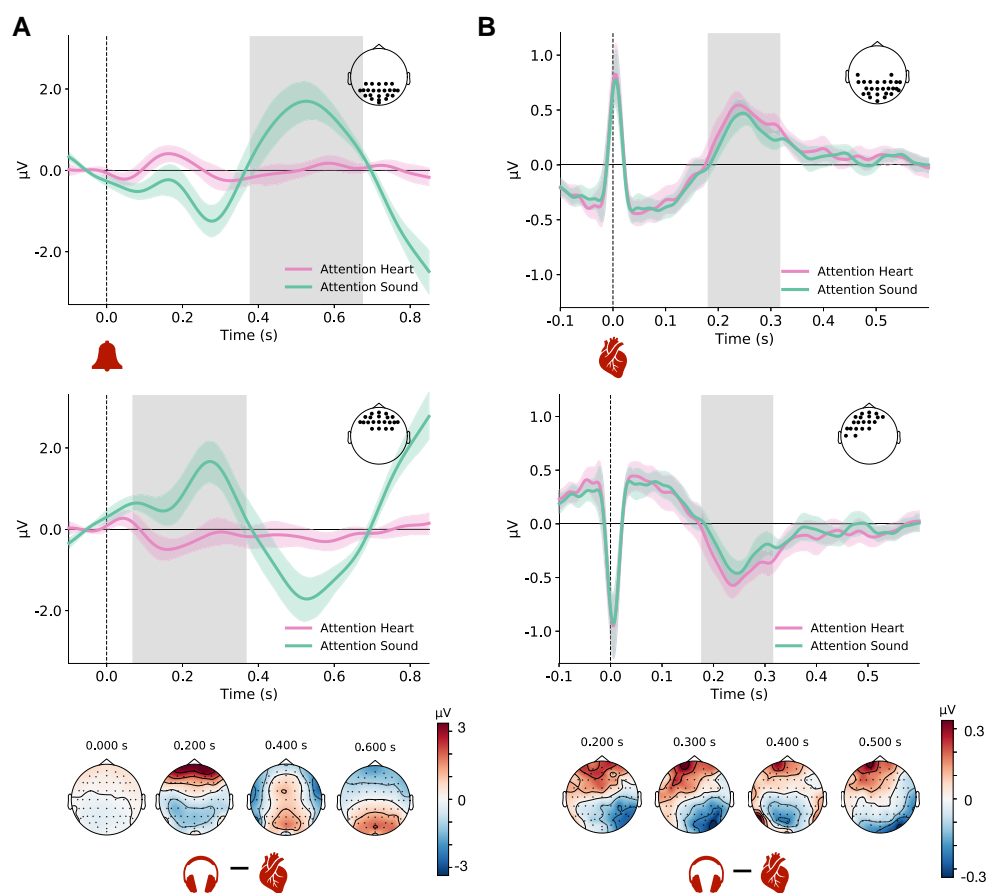 A
2.0
0.0
-2.0
µV
Attention Heart
Attention Sound
0.0 0.2 0.4 0.6 0.8
Time (s)
2.0
0.0
-2.0
µV
Attention Heart
Attention Sound
0.0 0.2 0.4 0.6 0.8
Time (s)
0.000 s 0.200 s 0.400 s 0.600 s
µV
3
0
-3
B
1.0
0.5
0.0
-0.5
-1.0
µV
Attention Heart
Attention Sound
-0.1 0.0 0.1 0.2 0.3 0.4 0.5
Time (s)
1.0
0.5
0.0
-0.5
-1.0
µV
Attention Heart
Attention Sound
-0.1 0.0 0.1 0.2 0.3 0.4 0.5
Time (s)
0.200 s 0.300 s 0.400 s 0.500 s
µV
0.3
0
-0.3